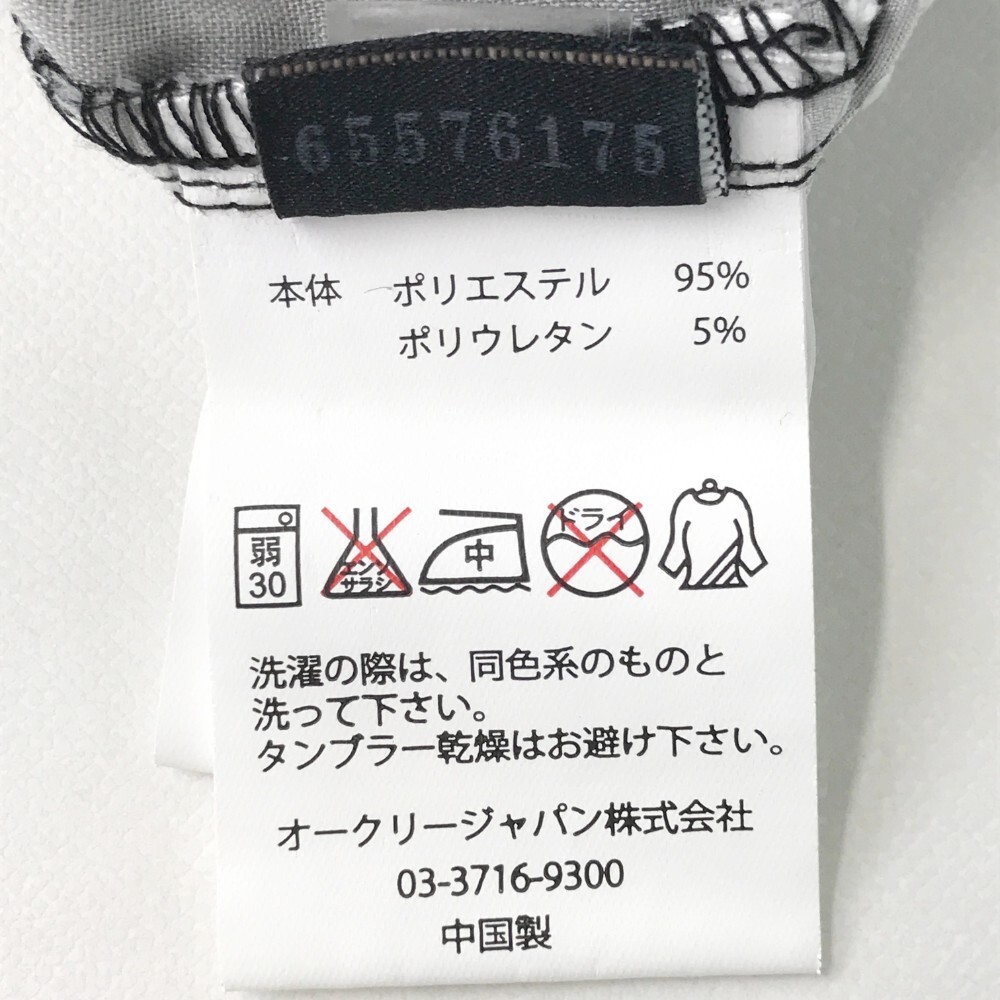 65576175
本体 ポリエステル 95%
ポリウレタン 5%
弱
30
エンソ
サラシ
中
ドライ
洗濯の際は、同色系のものと
洗って下さい。
タンブラー乾燥はお避け下さい。
オークリージャパン株式会社
03-3716-9300
中国製